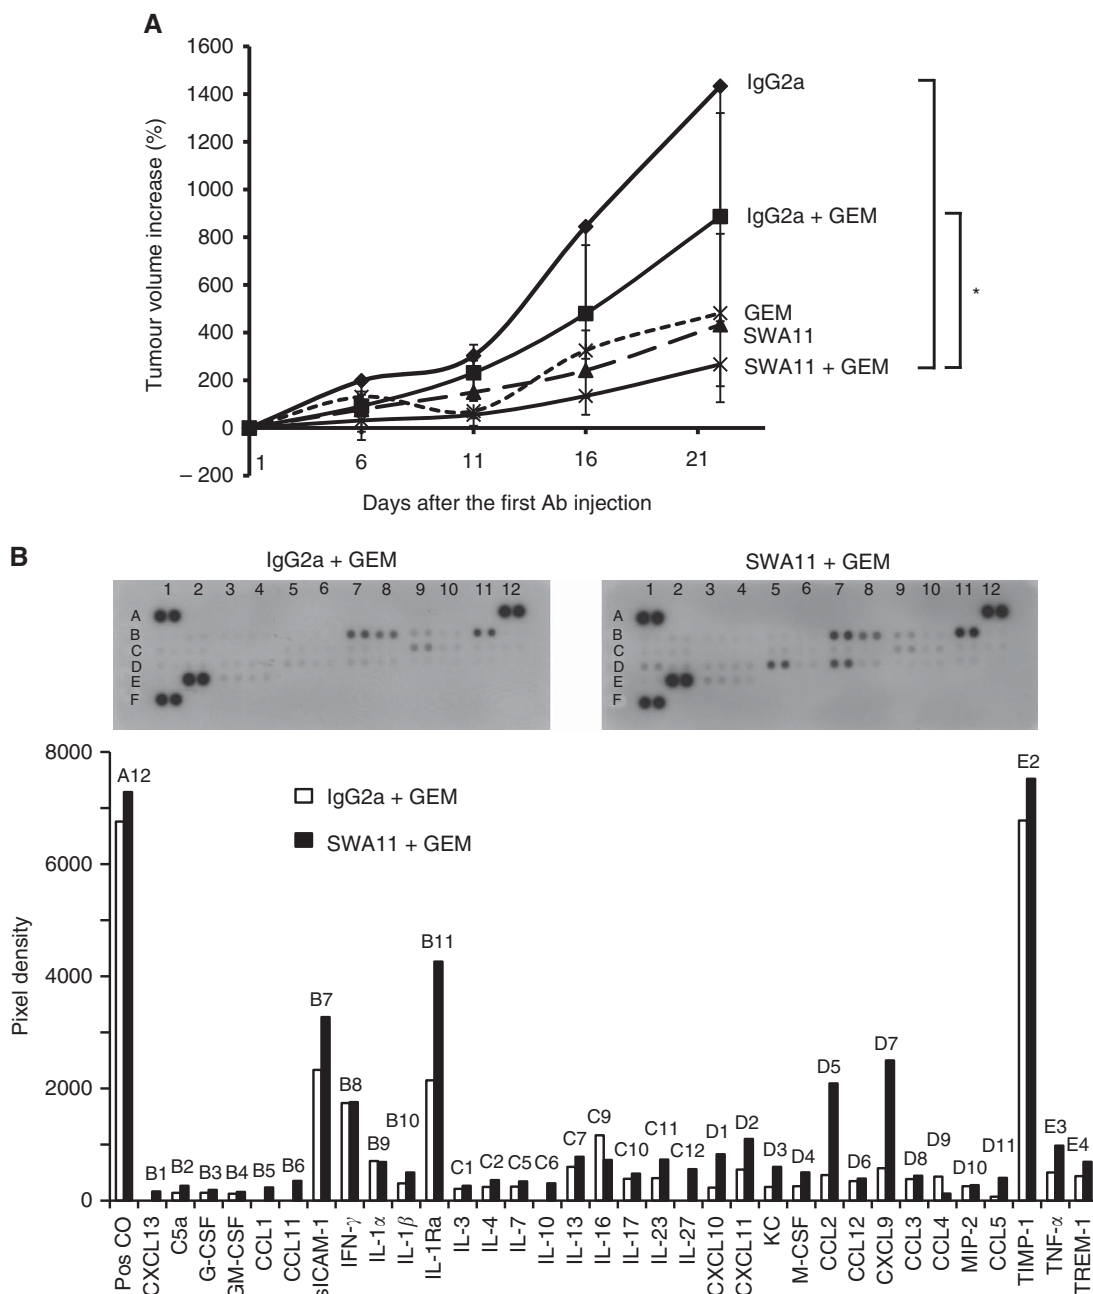 A
1600
1400
1200
1000
800
600
400
200
0
– 200
Tumour volume increase (%)
1 6 11 16 21
Days after the first Ab injection
IgG2a
IgG2a + GEM
GEM
SWA11
SWA11 + GEM
*
B
IgG2a + GEM
1 2 3 4 5 6 7 8 9 10 11 12
A
B
C
D
E
F
SWA11 + GEM
1 2 3 4 5 6 7 8 9 10 11 12
A
B
C
D
E
F
8000
6000
4000
2000
0
Pixel density
IgG2a + GEM
SWA11 + GEM
A12 B1 B2 B3 B4 B5 B6 B7 B8 B9 B10 B11 C1 C2 C5 C6 C7 C9 C10 C11 C12 D1 D2 D3 D4 D5 D6 D7 D8 D9 D10 D11 E2 E3 E4
Pos CO
CXCL13
C5a
G-CSF
GM-CSF
CCL1
CCL11
sICAM-1
IFN-γ
IL-1α
IL-1β
IL-1Ra
IL-3
IL-4
IL-7
IL-10
IL-13
IL-16
IL-17
IL-23
IL-27
CXCL10
CXCL11
KC
M-CSF
CCL2
CCL12
CXCL9
CCL3
CCL4
MIP-2
CCL5
TIMP-1
TNF-α
TREM-1